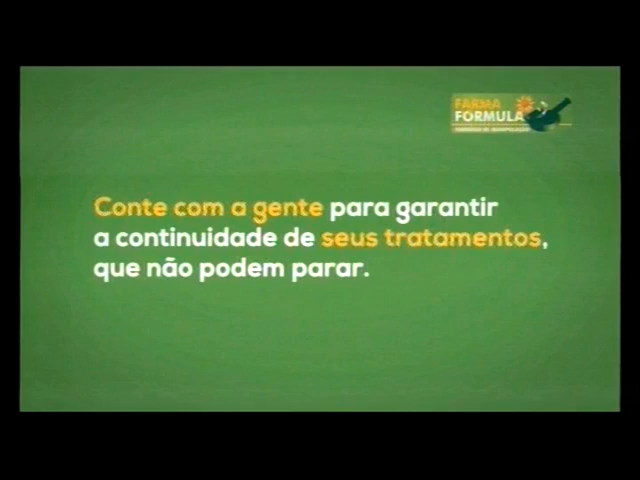 FARMA
FORMULA
Conte com a gente para garantir
a continuidade de seus tratamentos,
que não podem parar.